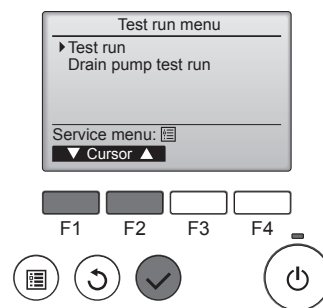 Test run menu
▶Test run
Drain pump test run
Service menu:
▼ Cursor ▲
F1 F2 F3 F4